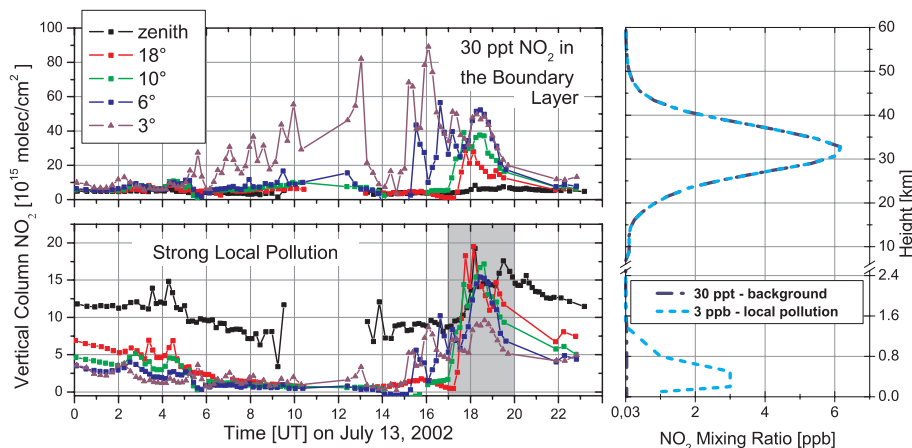 100
80
60
40
20
0
zenith
18°
10°
6°
3°
30 ppt NO₂ in
the Boundary
Layer
20
15
10
5
0
Strong Local Pollution
Vertical Column NO₂ [10¹⁵ molec/cm²]
0 2 4 6 8 10 12 14 16 18 20 22 24
Time [UT] on July 13, 2002
60
50
40
30
20
10
2.4
1.6
0.8
0.0
Height [km]
30 ppt - background
3 ppb - local pollution
0,03 2 4 6
NO₂ Mixing Ratio [ppb]